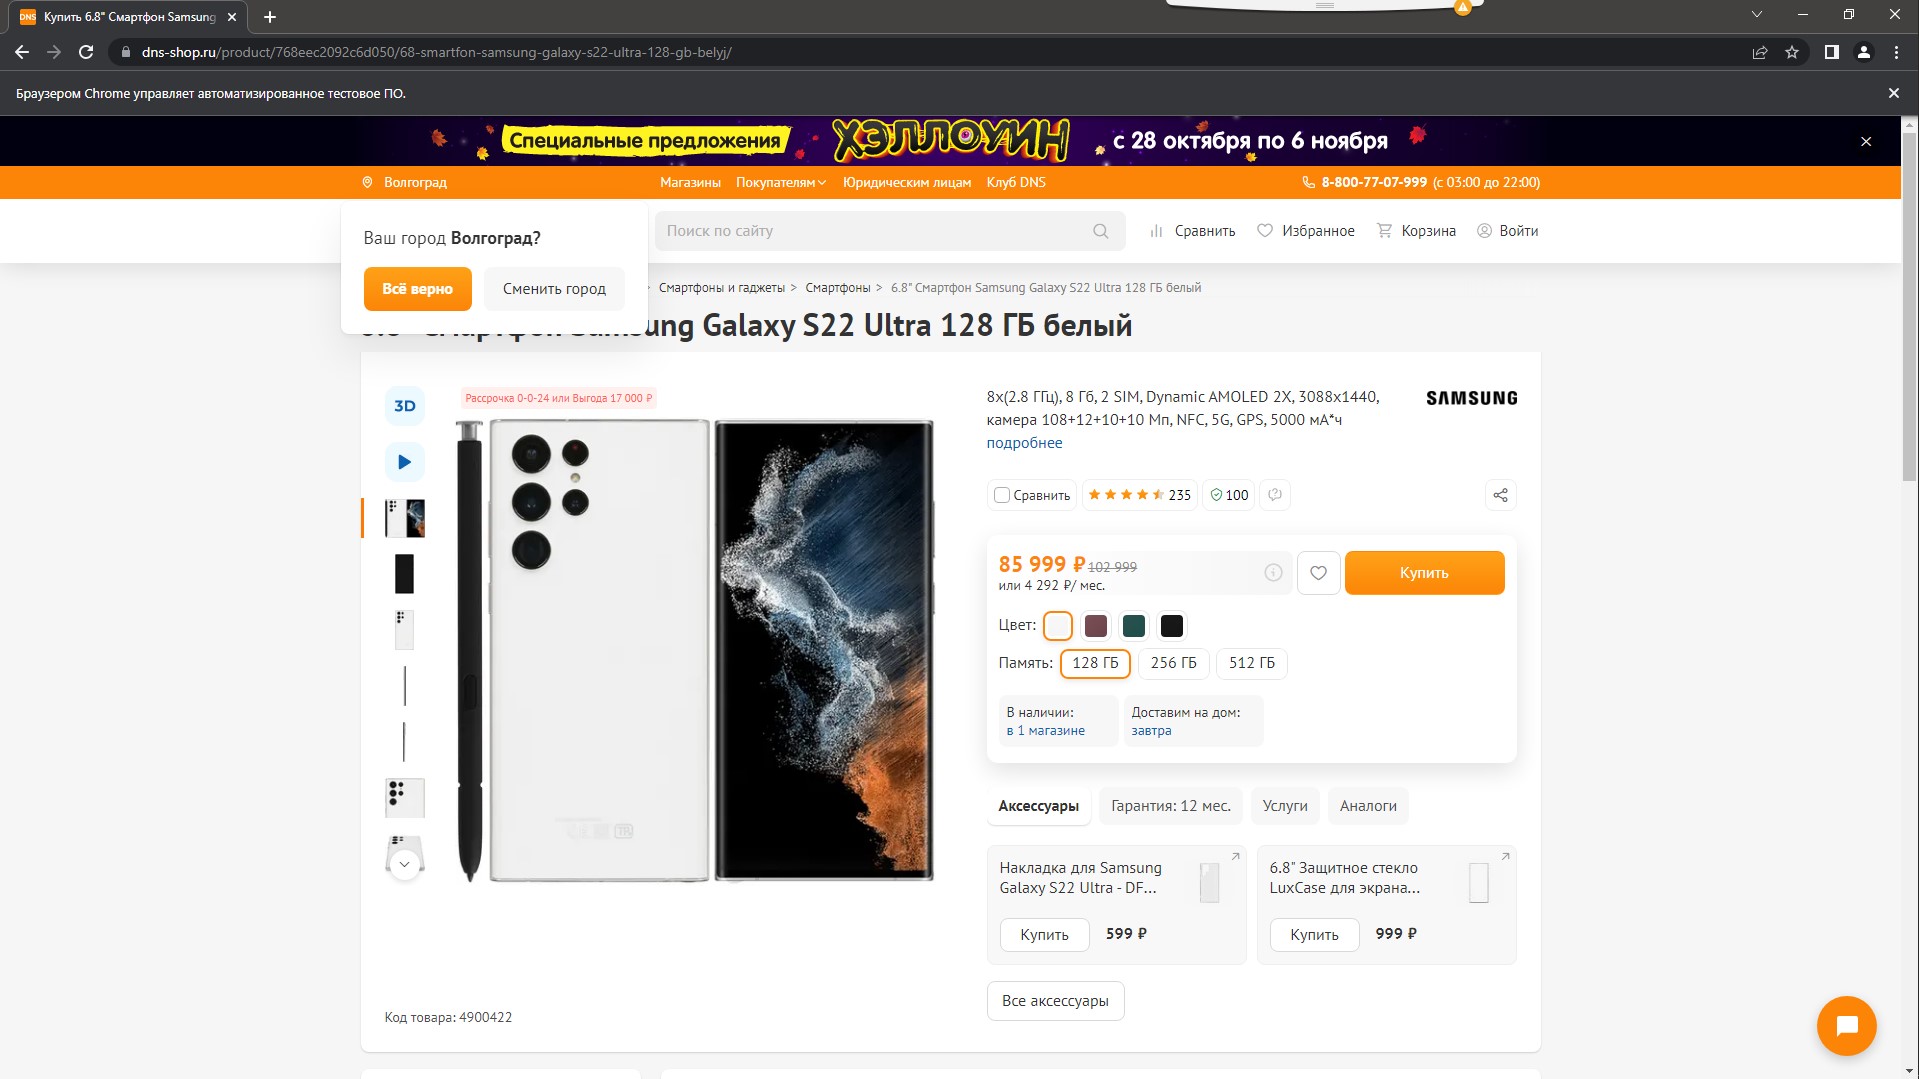 DNS Купить 6.8" Смартфон Samsung
dns-shop.ru/product/768eec2092c6d050/68-smartfon-samsung-galaxy-s22-ultra-128-gb-belyj/
Браузером Chrome управляет автоматизированное тестовое ПО.
Специальные предложения ХЭЛЛОУИН с 28 октября по 6 ноября
Волгоград Магазины Покупателям Юридическим лицам Клуб DNS 8-800-77-07-999 (с 03:00 до 22:00)
Ваш город Волгоград?
Всё верно Сменить город
Поиск по сайту Сравнить Избранное Корзина Войти
Смартфоны и гаджеты > Смартфоны > 6.8" Смартфон Samsung Galaxy S22 Ultra 128 ГБ белый
6.8" Смартфон Samsung Galaxy S22 Ultra 128 ГБ белый
3D
Рассрочка 0-0-24 или Выгода 17 000 ₽
8x(2.8 ГГц), 8 Гб, 2 SIM, Dynamic AMOLED 2X, 3088x1440,
камера 108+12+10+10 Мп, NFC, 5G, GPS, 5000 мА*ч
подробнее
SAMSUNG
Сравнить 235 100
85 999 ₽ 102 999
или 4 292 ₽/ мес.
Купить
Цвет:
Память: 128 ГБ 256 ГБ 512 ГБ
В наличии:
в 1 магазине
Доставим на дом:
завтра
Аксессуары Гарантия: 12 мес. Услуги Аналоги
Накладка для Samsung
Galaxy S22 Ultra - DF...
Купить 599 ₽
6.8" Защитное стекло
LuxCase для экрана...
Купить 999 ₽
Все аксессуары
Код товара: 4900422